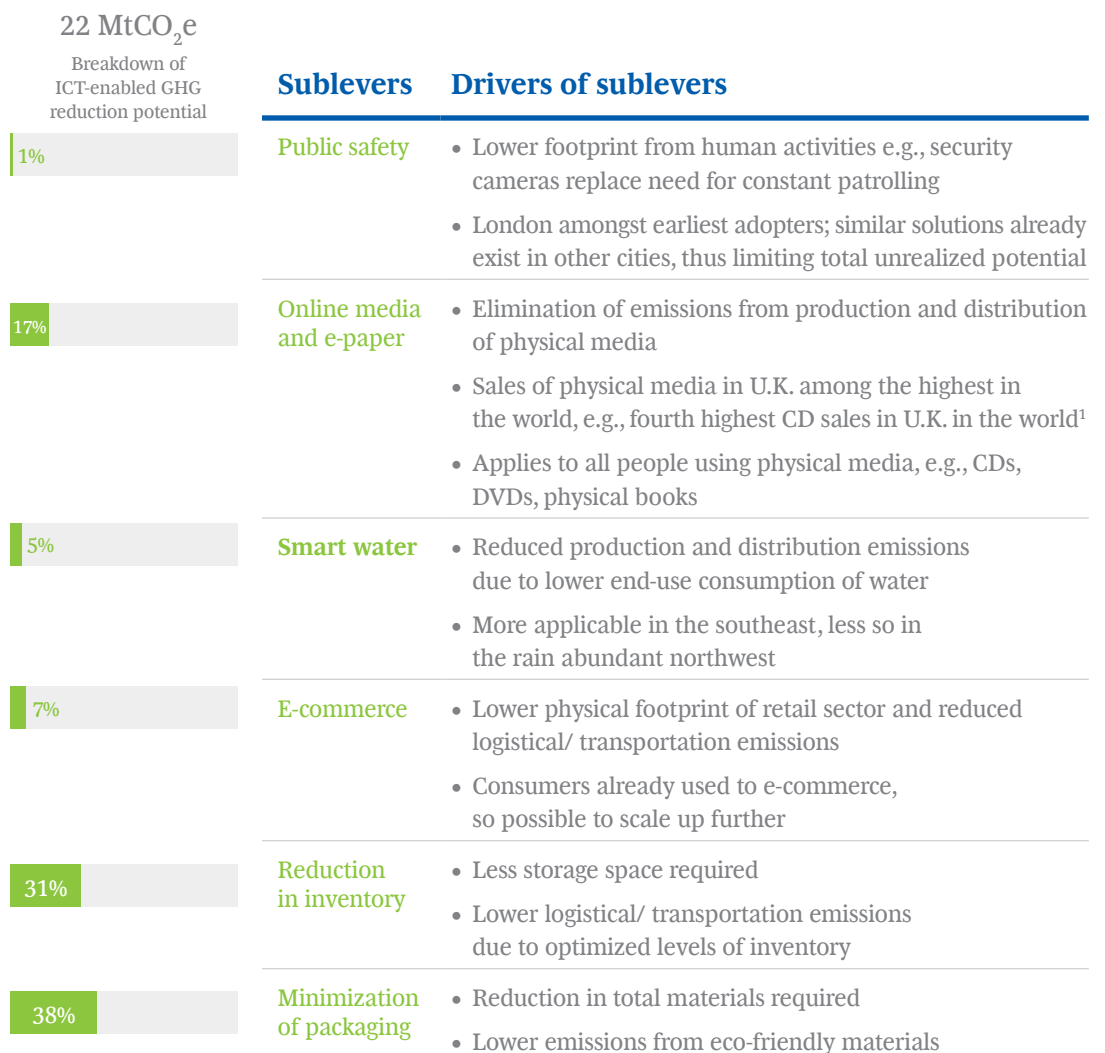 22 MtCO₂e
Breakdown of
ICT-enabled GHG
reduction potential
Sublevers
Drivers of sublevers
1%
Public safety
• Lower footprint from human activities e.g., security
cameras replace need for constant patrolling
• London amongst earliest adopters; similar solutions already
exist in other cities, thus limiting total unrealized potential
17%
Online media
and e-paper
• Elimination of emissions from production and distribution
of physical media
• Sales of physical media in U.K. among the highest in
the world, e.g., fourth highest CD sales in U.K. in the world¹
• Applies to all people using physical media, e.g., CDs,
DVDs, physical books
5%
Smart water
• Reduced production and distribution emissions
due to lower end-use consumption of water
• More applicable in the southeast, less so in
the rain abundant northwest
7%
E-commerce
• Lower physical footprint of retail sector and reduced
logistical/ transportation emissions
• Consumers already used to e-commerce,
so possible to scale up further
31%
Reduction
in inventory
• Less storage space required
• Lower logistical/ transportation emissions
due to optimized levels of inventory
38%
Minimization
of packaging
• Reduction in total materials required
• Lower emissions from eco-friendly materials